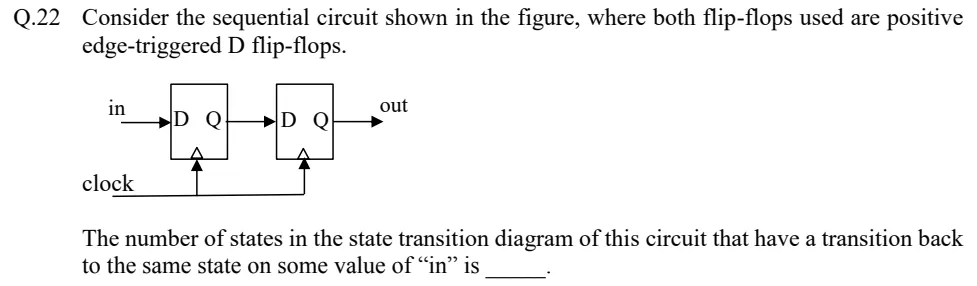 Q.22 Consider the sequential circuit shown in the figure, where both flip-flops used are positive
edge-triggered D flip-flops.
in
out
D Q
D Q
clock
The number of states in the state transition diagram of this circuit that have a transition back
to the same state on some value of “in” is _____.